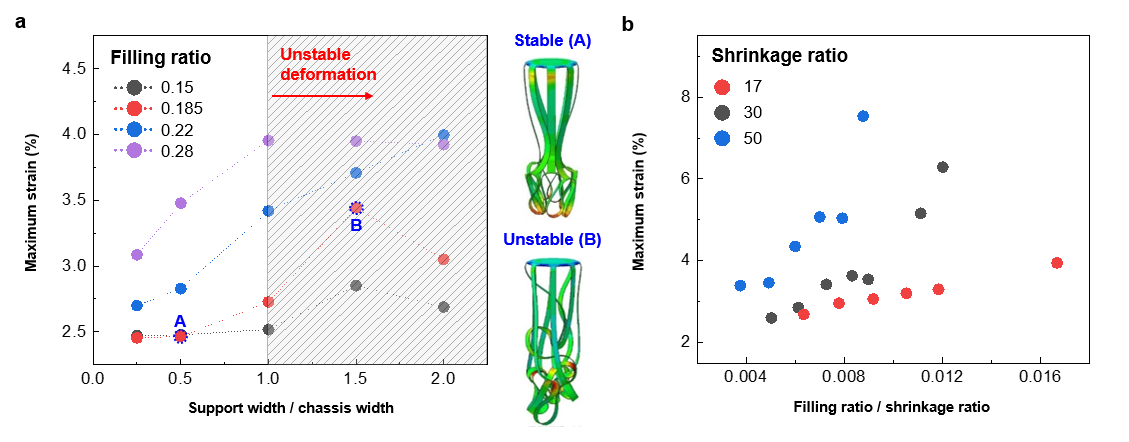 a
Filling ratio
0.15
0.185
0.22
0.28
Unstable
deformation
A
B
4.5
4.0
3.5
3.0
2.5
0.0
0.5
1.0
1.5
2.0
Maximum strain (%)
Support width / chassis width
Stable (A)
Unstable (B)
b
Shrinkage ratio
17
30
50
8
6
4
2
0.004
0.008
0.012
0.016
Maximum strain (%)
Filling ratio / shrinkage ratio